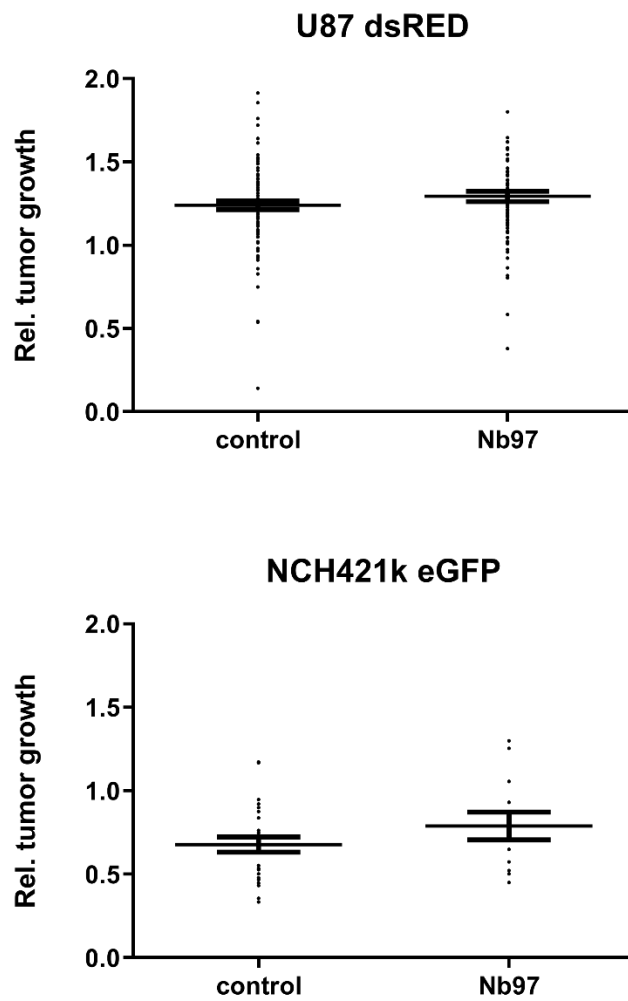 U87 dsRED
2.0
1.5
1.0
0.5
0.0
Rel. tumor growth
control Nb97
NCH421k eGFP
2.0
1.5
1.0
0.5
0.0
Rel. tumor growth
control Nb97